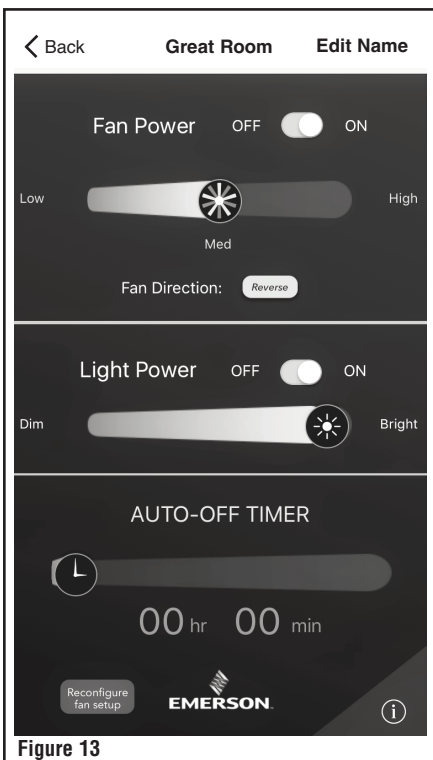 Back Great Room Edit Name
Fan Power OFF ON
Low High
Med
Fan Direction: Reverse
Light Power OFF ON
Dim Bright
AUTO-OFF TIMER
00 hr 00 min
Reconfigure
fan setup
EMERSON
i
Figure 13